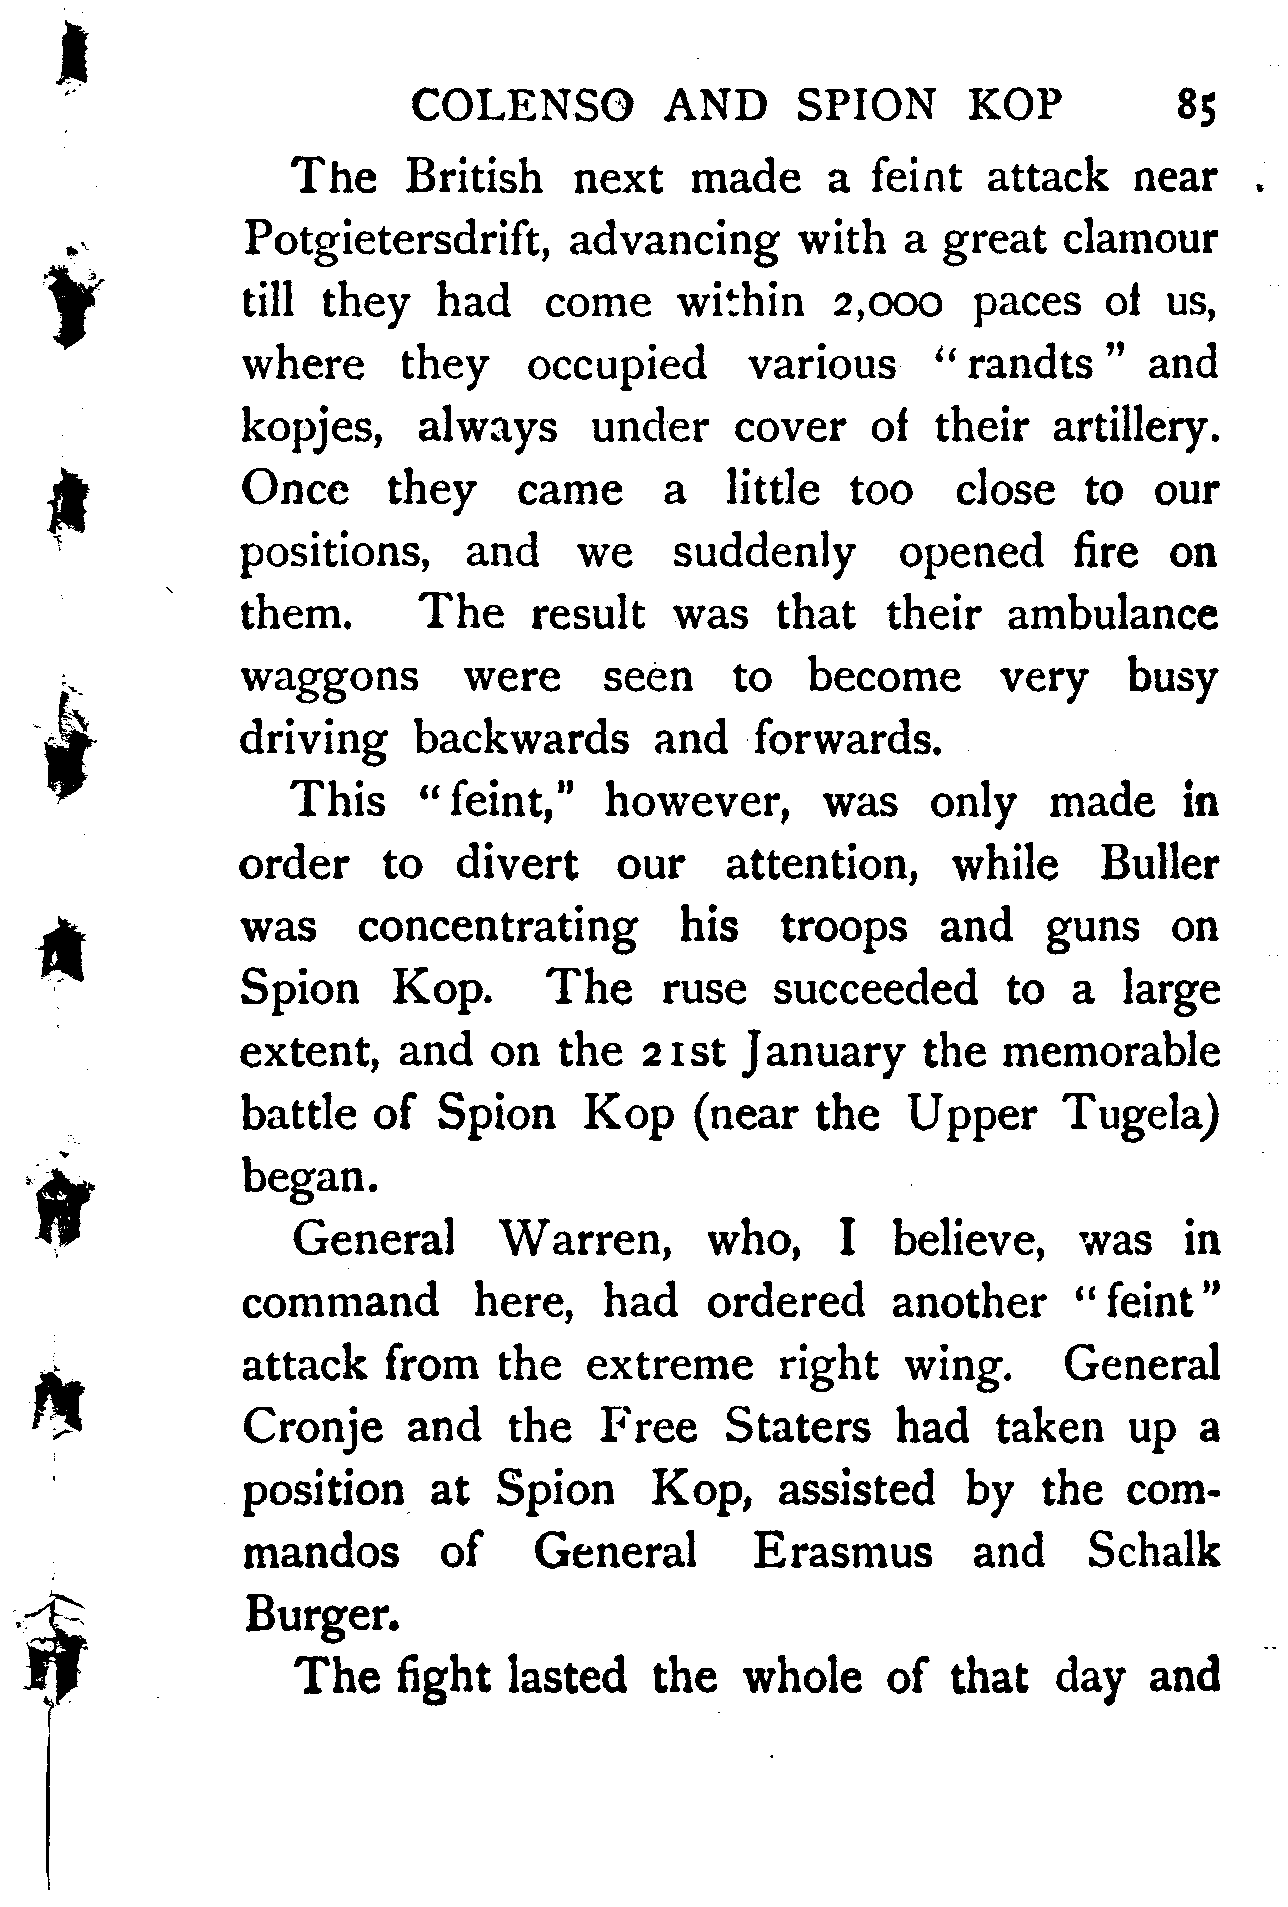 COLENSO AND SPION KOP 85
The British next made a feint attack near
Potgietersdrift, advancing with a great clamour
till they had come within 2,000 paces of us,
where they occupied various " randts " and
kopjes, always under cover of their artillery.
Once they came a little too close to our
positions, and we suddenly opened fire on
them. The result was that their ambulance
waggons were seen to become very busy
driving backwards and forwards.
This " feint," however, was only made in
order to divert our attention, while Buller
was concentrating his troops and guns on
Spion Kop. The ruse succeeded to a large
extent, and on the 21st January the memorable
battle of Spion Kop (near the Upper Tugela)
began.
General Warren, who, I believe, was in
command here, had ordered another " feint "
attack from the extreme right wing. General
Cronje and the Free Staters had taken up a
position at Spion Kop, assisted by the com-
mandos of General Erasmus and Schalk
Burger.
The fight lasted the whole of that day and